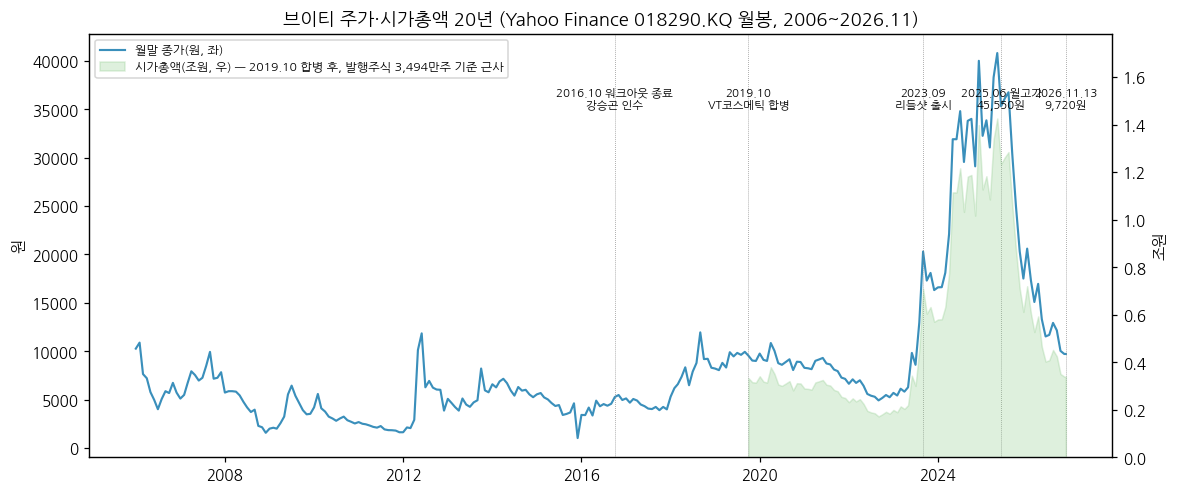 브이티 주가·시가총액 20년 (Yahoo Finance 018290.KQ 월봉, 2006~2026.11)
월말 종가(원, 좌)
시가총액(조원, 우) — 2019.10 합병 후, 발행주식 3,494만주 기준 근사
2016.10 워크아웃 종료
강승곤 인수
2019.10
VT코스메틱 합병
2023.09
리들샷 출시
2025.06 월고가
45,550원
2026.11.13
9,720원
원
40000
35000
30000
25000
20000
15000
10000
5000
0
조원
1.6
1.4
1.2
1.0
0.8
0.6
0.4
0.2
0.0
2008
2012
2016
2020
2024